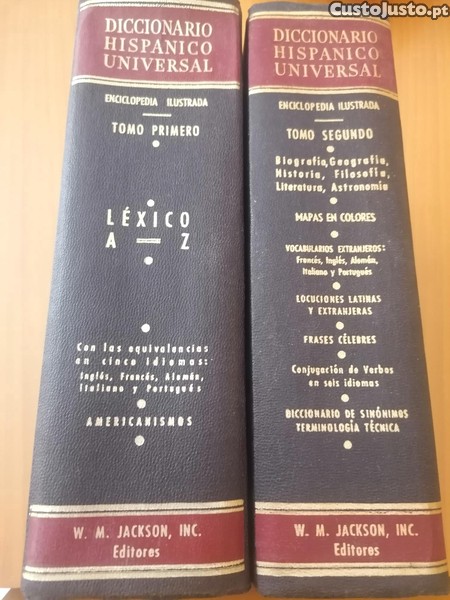 CustoJusto.pt
DICCIONARIO
HISPANICO
UNIVERSAL
ENCICLOPEDIA ILUSTRADA
TOMO PRIMERO
LÉXICO
A - Z
Con las equivalencias
en cinco idiomas:
Inglés, Francés, Alemán,
Italiano y Portugués
AMERICANISMOS
W. M. JACKSON, INC.
Editores
DICCIONARIO
HISPANICO
UNIVERSAL
ENCICLOPEDIA ILUSTRADA
TOMO SEGUNDO
Biografía, Geografía,
Historia, Filosofía,
Literatura, Astronomía
MAPAS EN COLORES
VOCABULARIOS EXTRANJEROS:
Francés, Inglés, Alemán,
Italiano y Portugués
LOCUCIONES LATINAS
Y EXTRANJERAS
FRASES CÉLEBRES
Conjugación de Verbos
en seis idiomas
DICCIONARIO DE SINÓNIMOS
TERMINOLOGÍA TÉCNICA
W. M. JACKSON, INC.
Editores